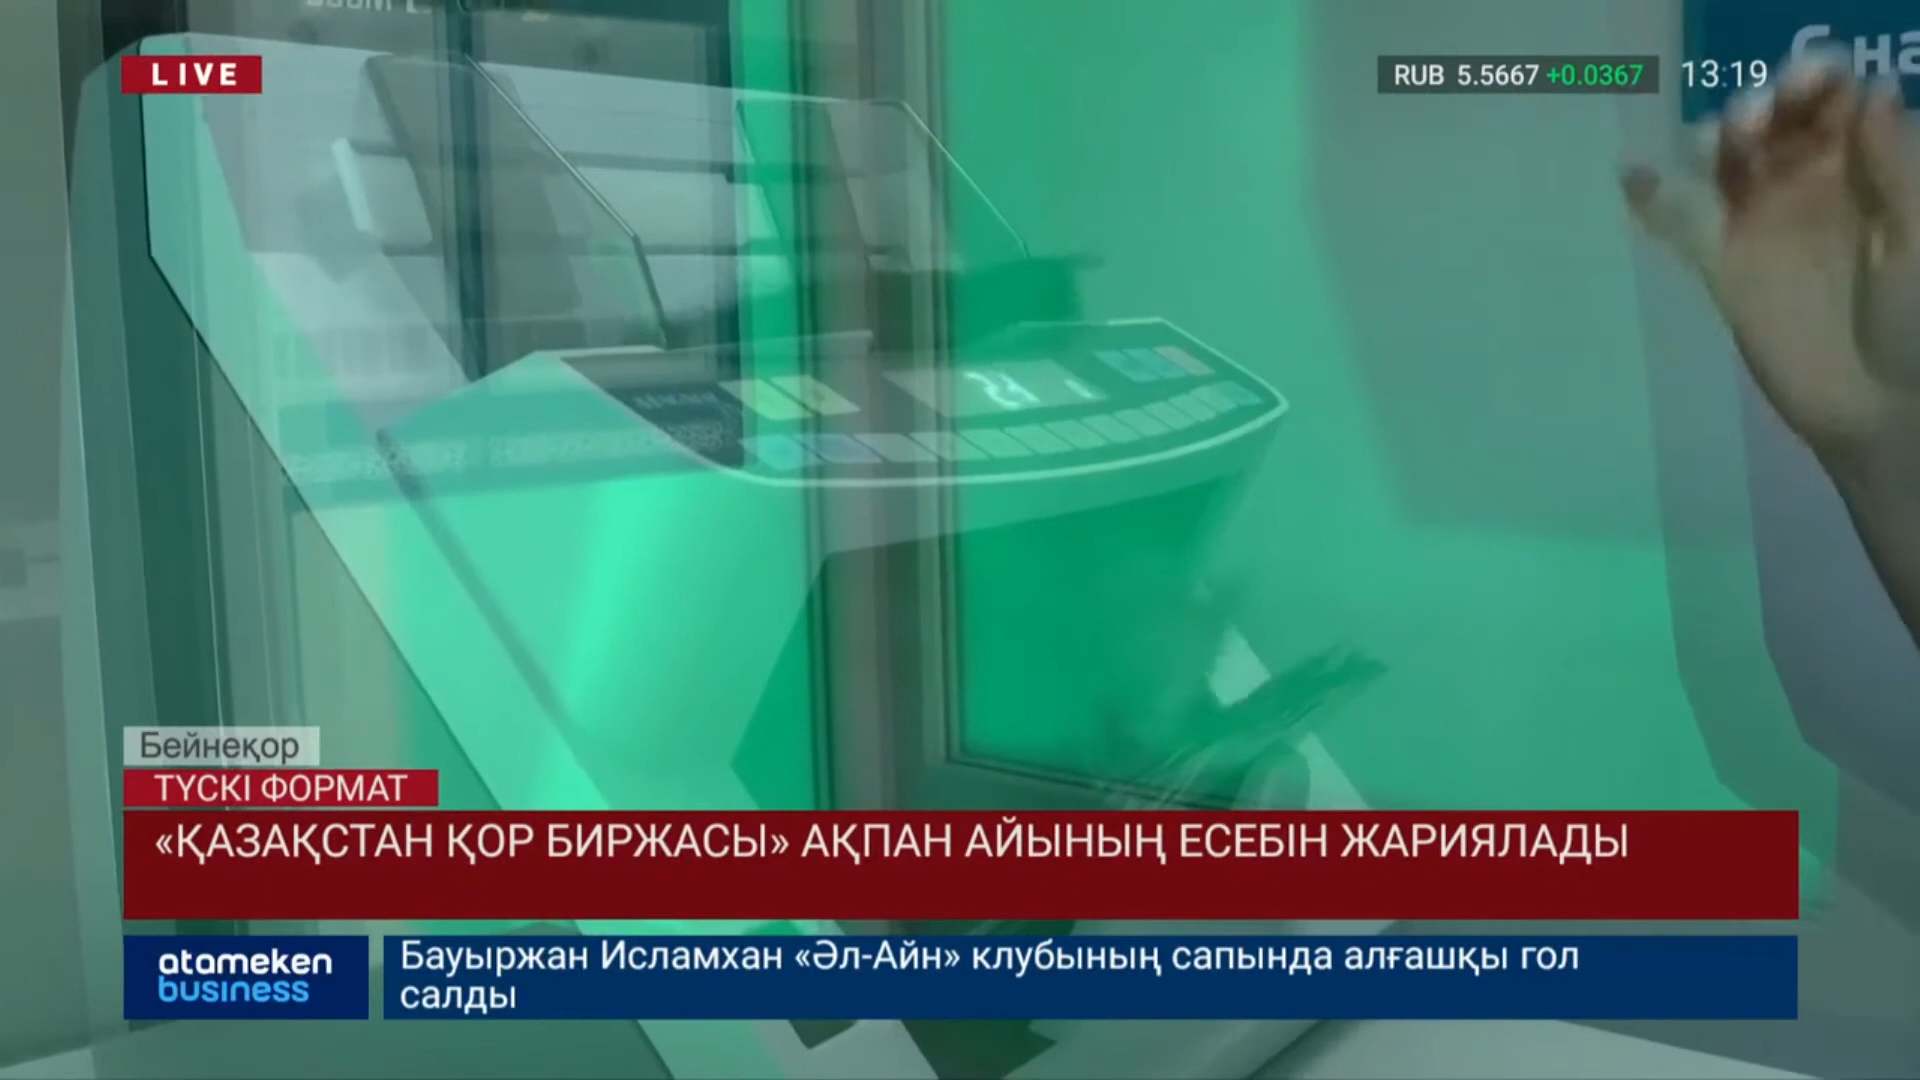 LIVE
RUB 5.5667 +0.0367
13:19
Бейнеқор
ТҮСКІ ФОРМАТ
«ҚАЗАҚСТАН ҚОР БИРЖАСЫ» АҚПАН АЙЫНЫҢ ЕСЕБІН ЖАРИЯЛАДЫ
atameken
business
Бауыржан Исламхан «Әл-Айн» клубының сапында алғашқы гол
салды